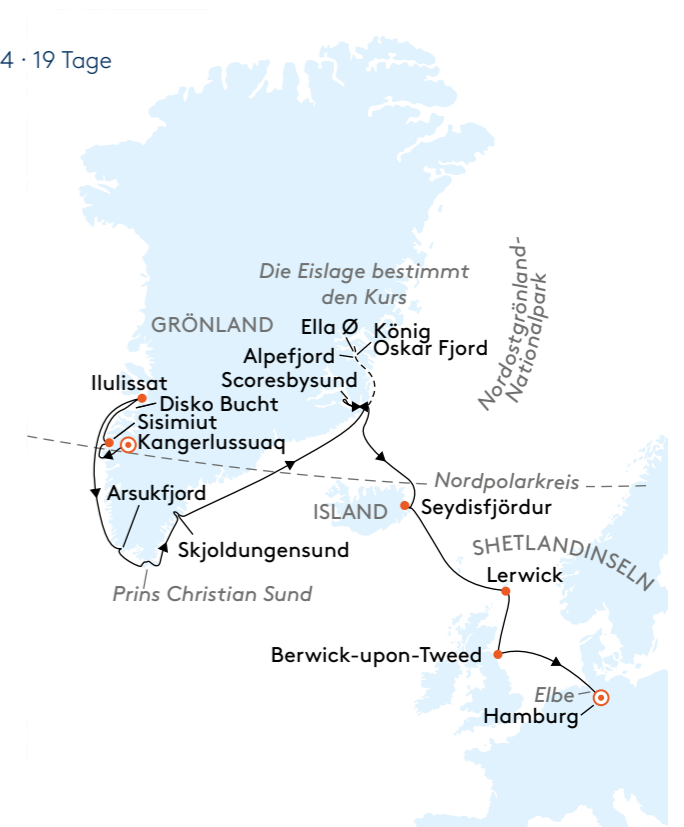 4 · 19 Tage
Die Eislage bestimmt
den Kurs
Nordostgrönland-
Nationalpark
GRÖNLAND
Ella Ø
König
Oskar Fjord
Alpefjord
Scoresbysund
Ilulissat
Disko Bucht
Sisimiut
Kangerlussuaq
Nordpolarkreis
Arsukfjord
ISLAND
Seydisfjördur
Skjoldungensund
SHETLANDINSELN
Lerwick
Prins Christian Sund
Berwick-upon-Tweed
Elbe
Hamburg